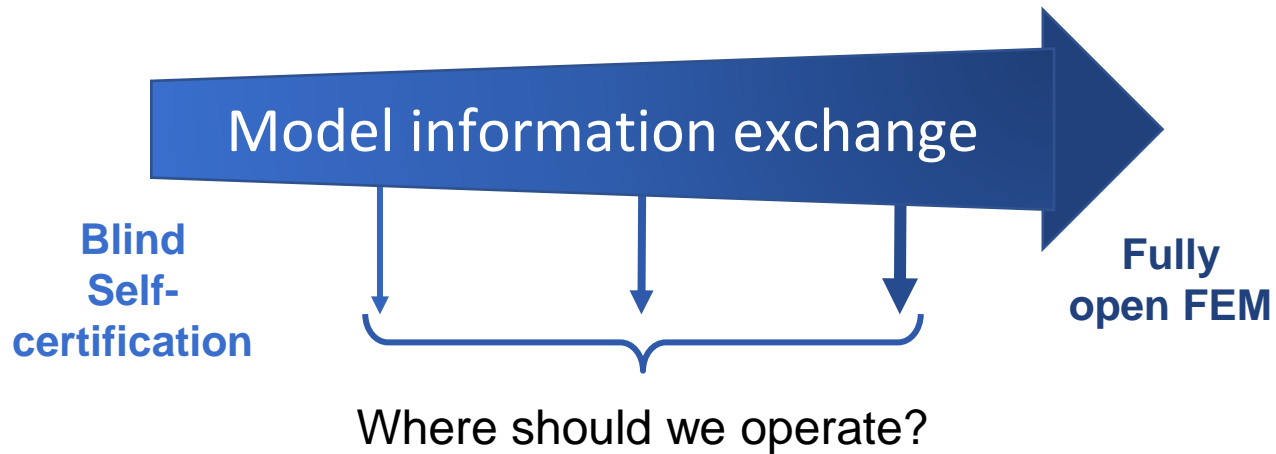 Model information exchange
Blind
Self-
certification
Fully
open FEM
Where should we operate?